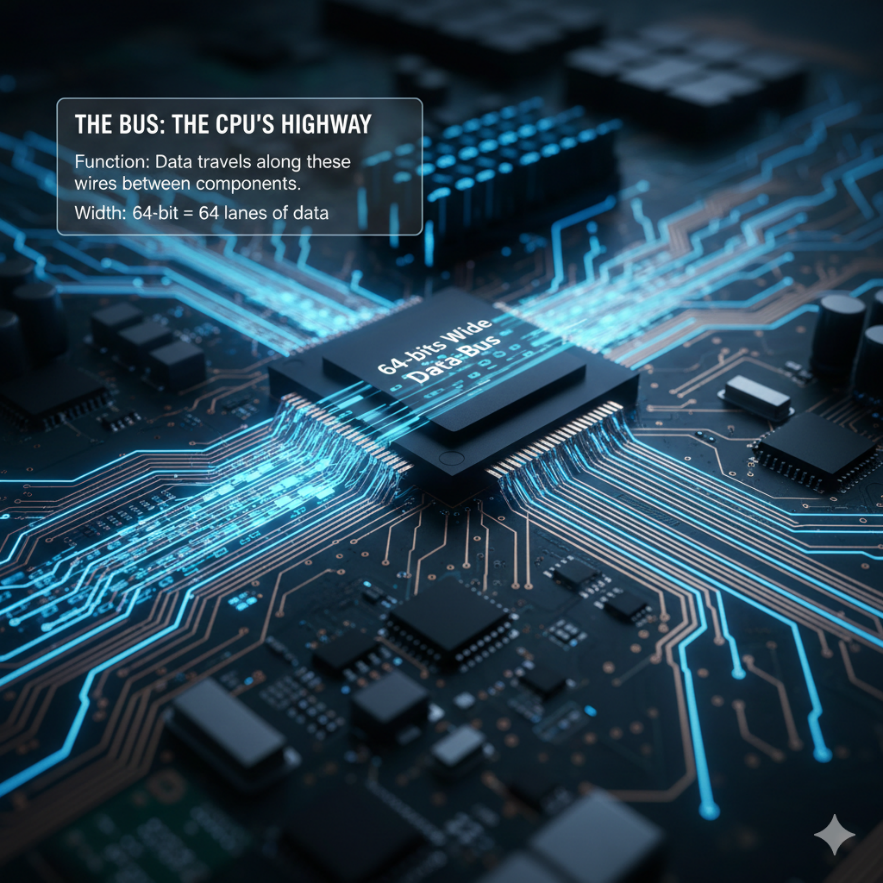 THE BUS: THE CPU'S HIGHWAY
Function: Data travels along these
wires between components.
Width: 64-bit = 64 lanes of data
64-bits Wide
Data-Bus